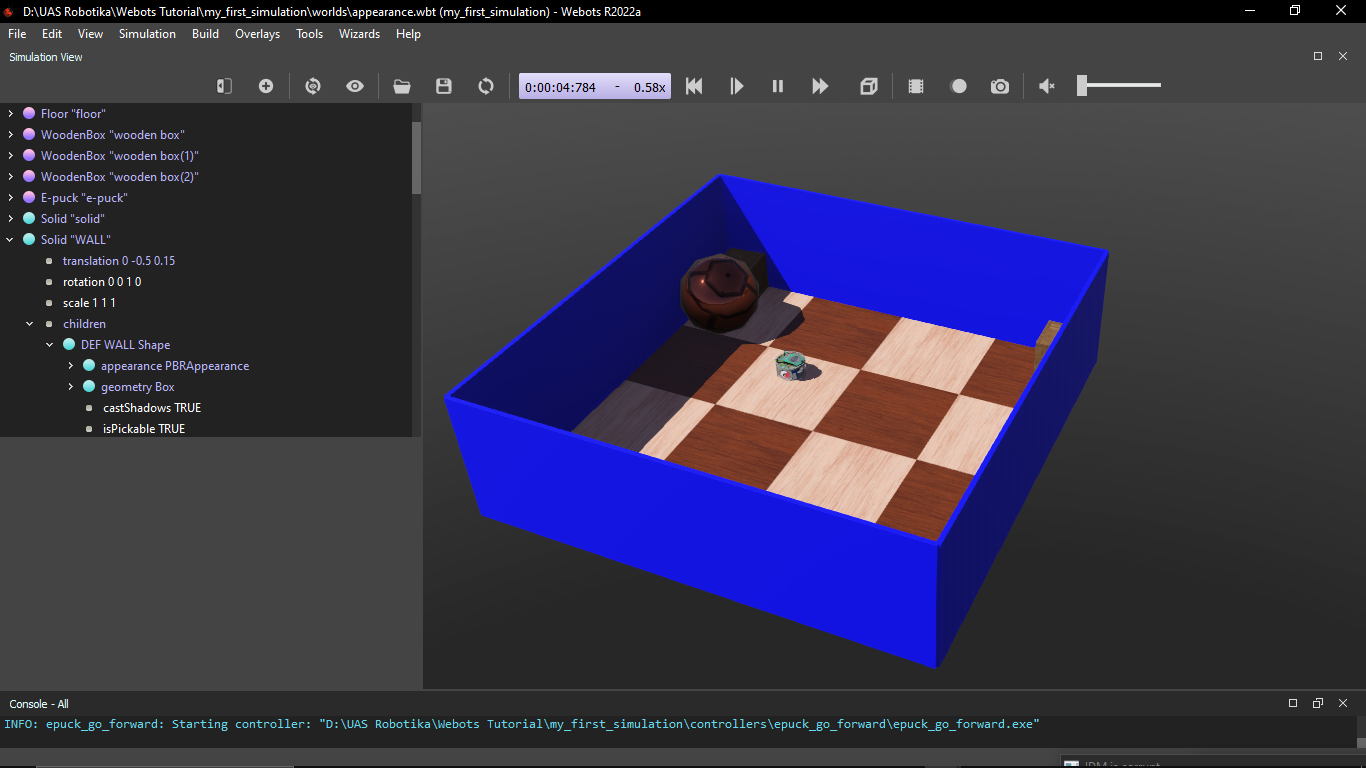 D:\UAS Robotika\Webots Tutorial\my_first_simulation\worlds\appearance.wbt (my_first_simulation) - Webots R2022a
File Edit View Simulation Build Overlays Tools Wizards Help
Simulation View
0:00:04:784 - 0.58x
Floor "floor"
WoodenBox "wooden box"
WoodenBox "wooden box(1)"
WoodenBox "wooden box(2)"
E-puck "e-puck"
Solid "solid"
Solid "WALL"
translation 0 -0.5 0.15
rotation 0 0 1 0
scale 1 1 1
children
DEF WALL Shape
appearance PBRAppearance
geometry Box
castShadows TRUE
isPickable TRUE
Console - All
INFO: epuck_go_forward: Starting controller: "D:\UAS Robotika\Webots Tutorial\my_first_simulation\controllers\epuck_go_forward\epuck_go_forward.exe"